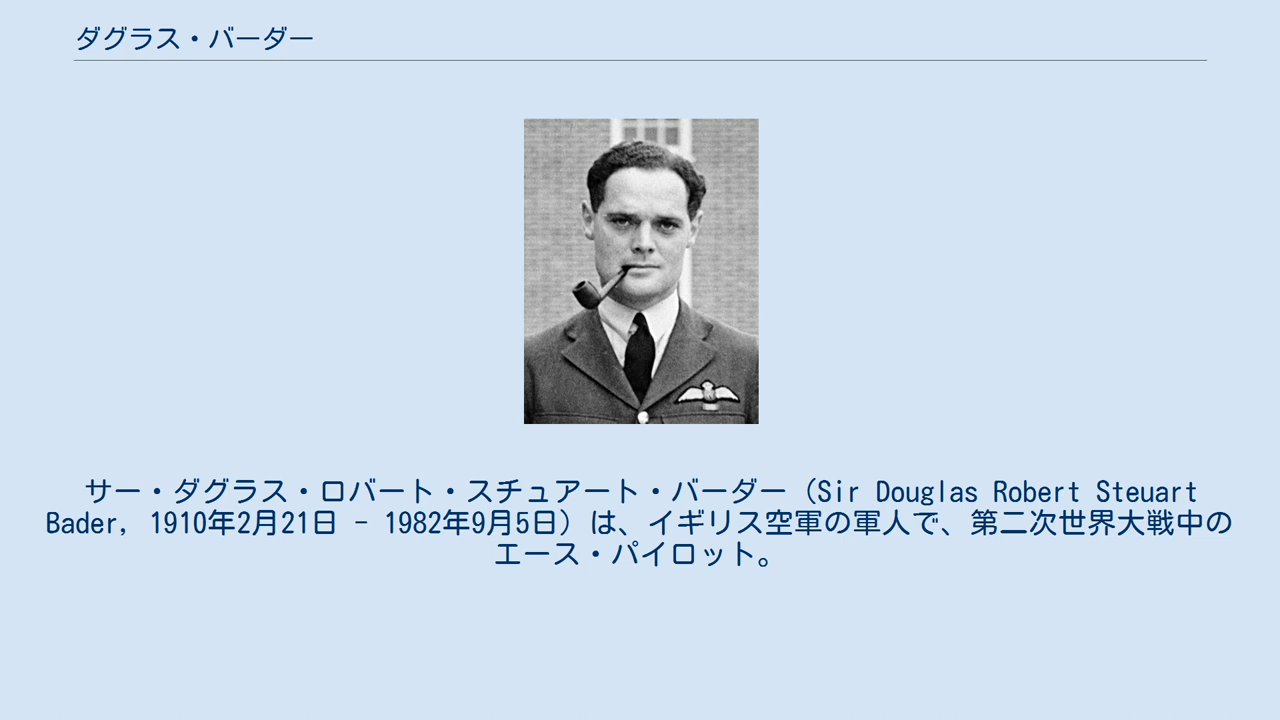 ダグラス・バーダー
サー・ダグラス・ロバート・スチュアート・バーダー（Sir Douglas Robert Steuart
Bader, 1910年2月21日 - 1982年9月5日）は、イギリス空軍の軍人で、第二次世界大戦中の
エース・パイロット。